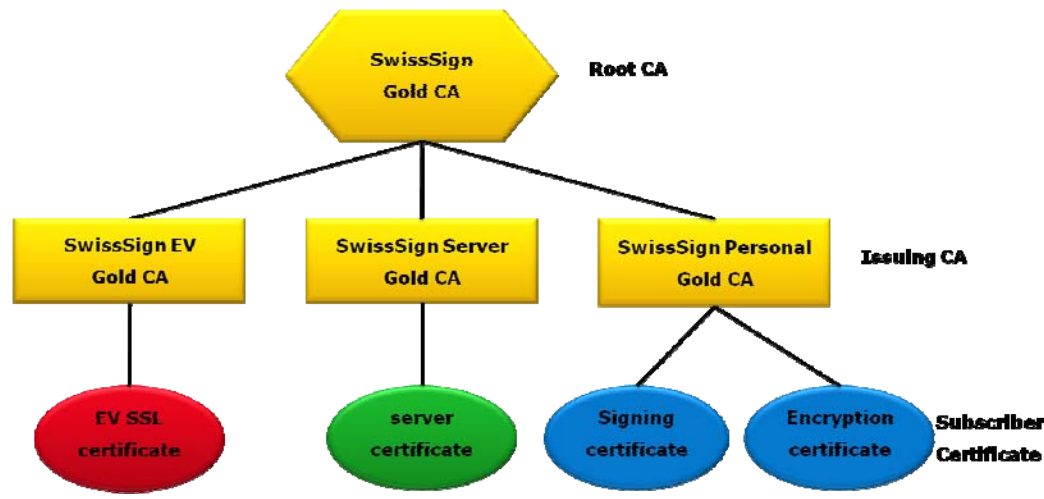 SwissSign
Gold CA
Root CA
SwissSign EV
Gold CA
SwissSign Server
Gold CA
SwissSign Personal
Gold CA
Issuing CA
EV SSL
certificate
server
certificate
Signing
certificate
Encryption
certificate
Subscriber
Certificate